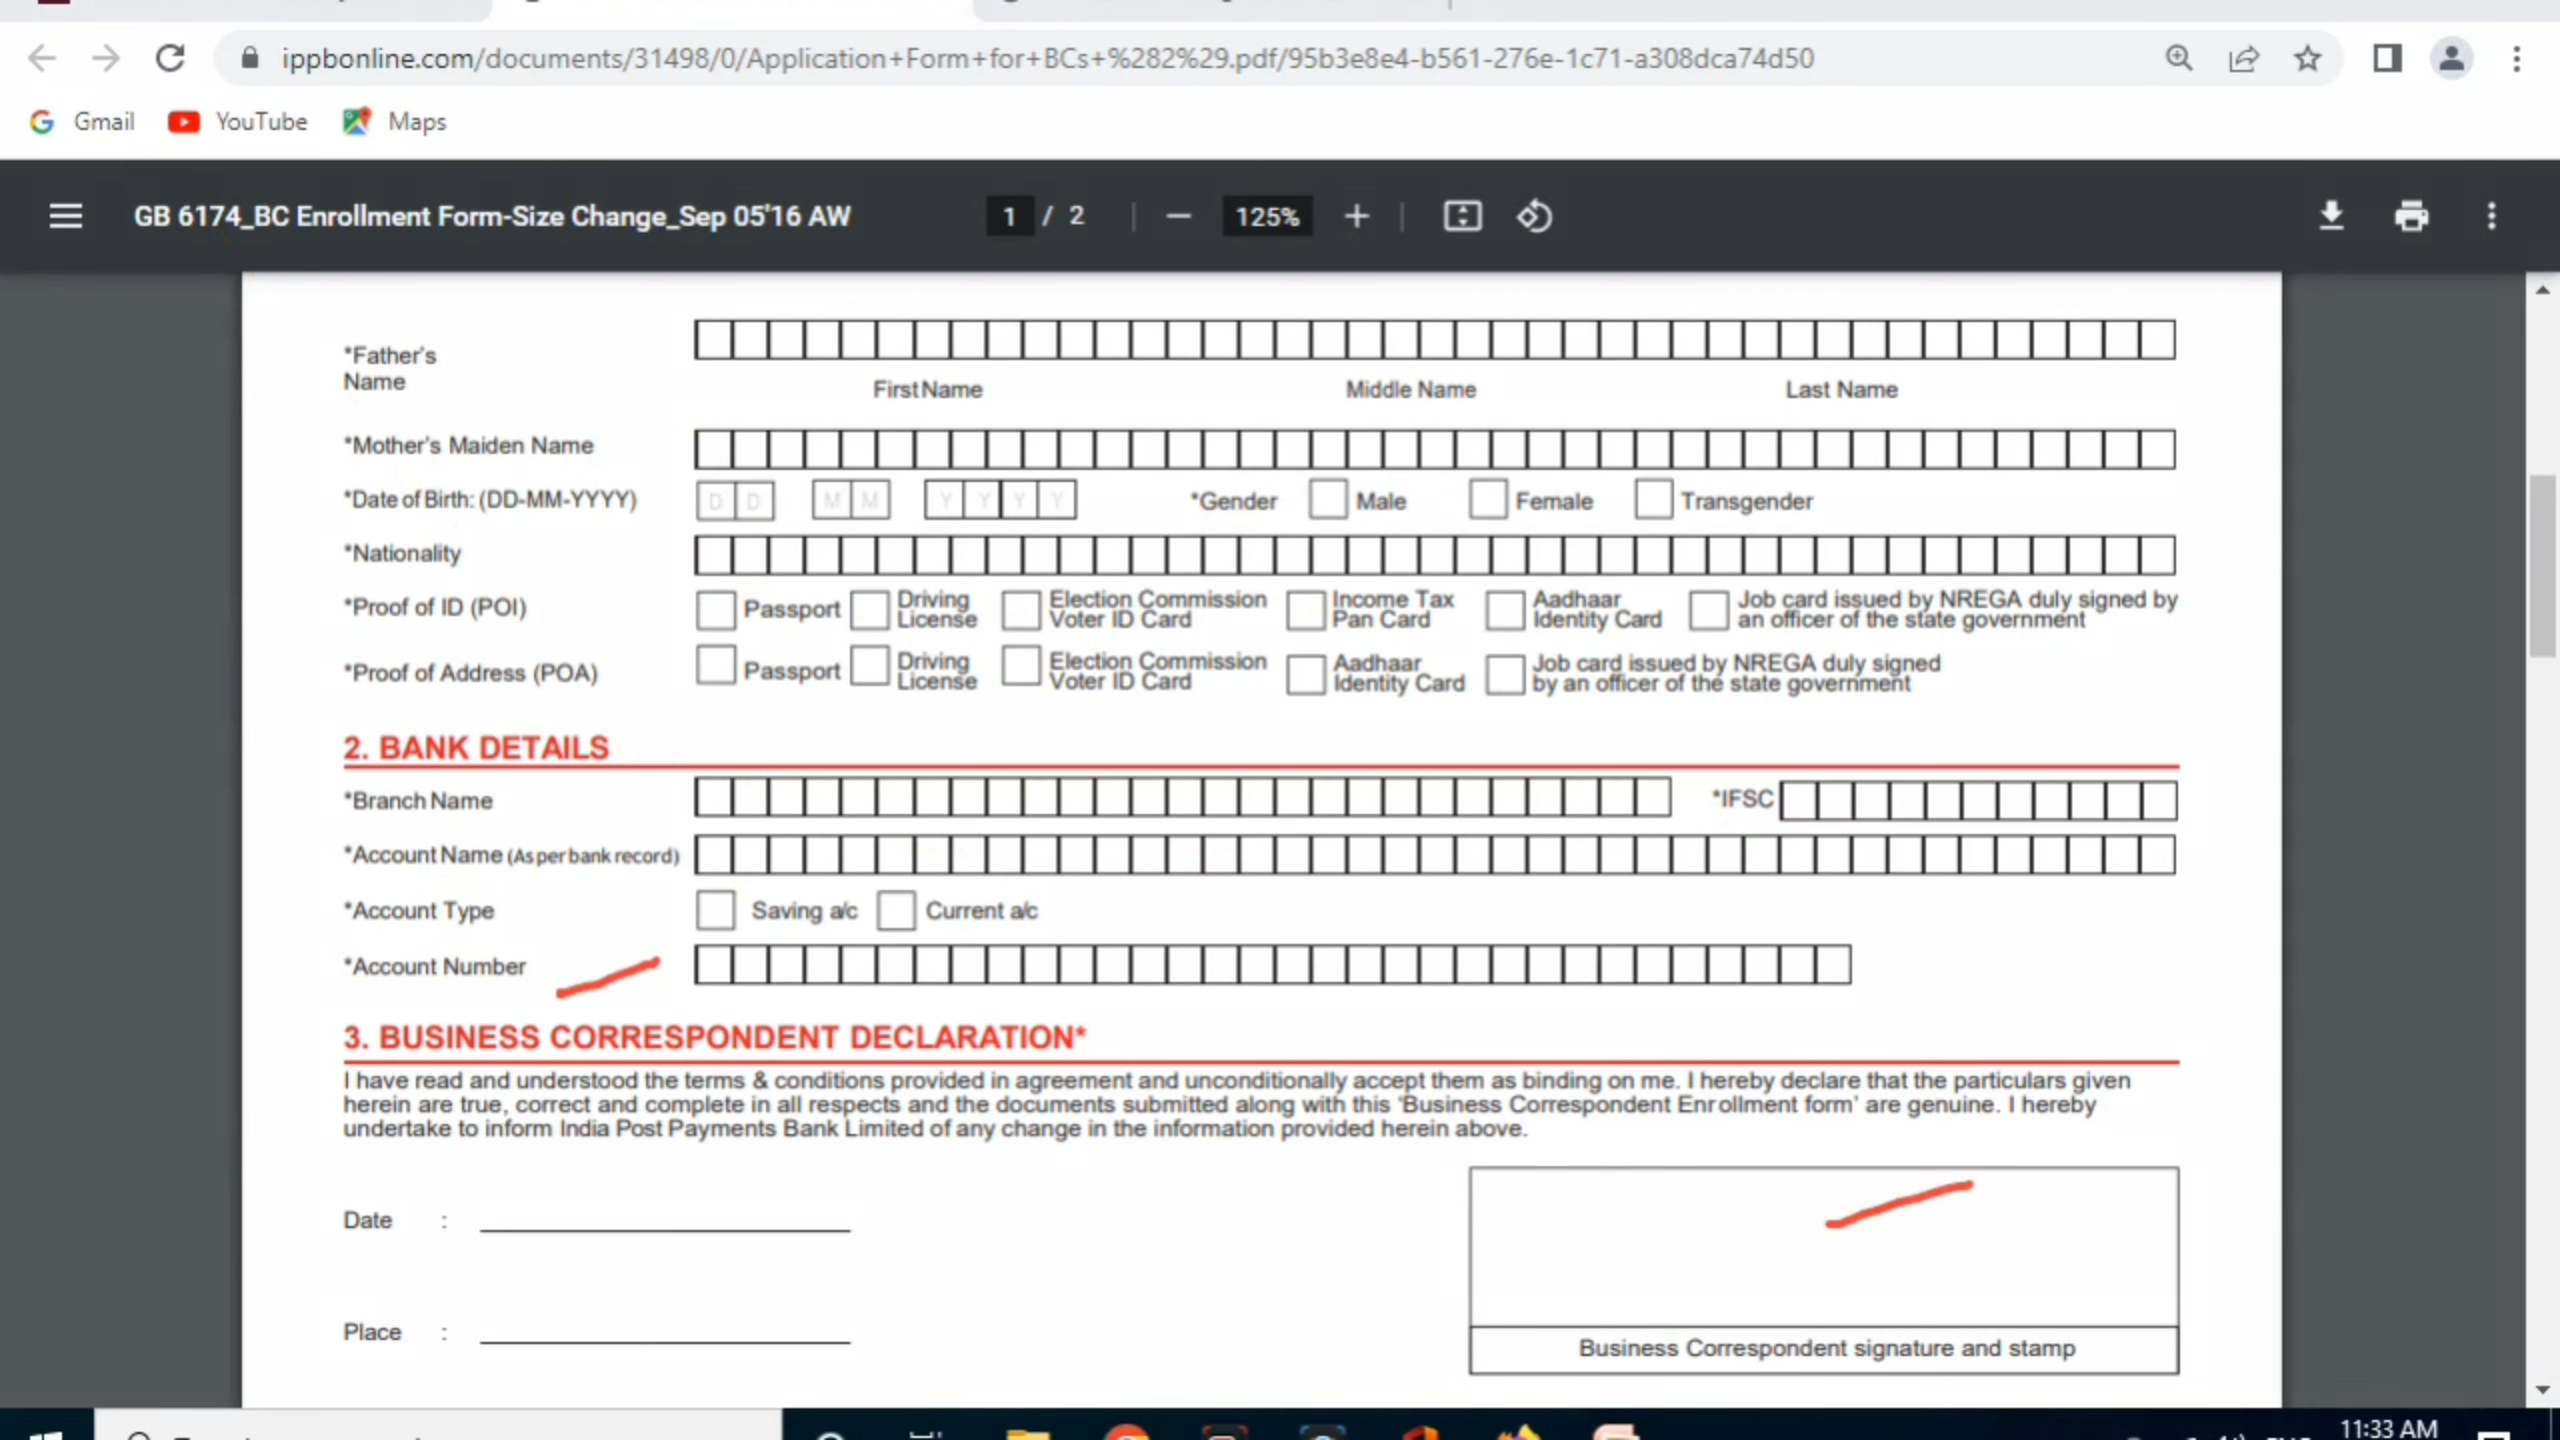 ippbonline.com/documents/31498/0/Application+Form+for+BCs+%282%29.pdf/95b3e8e4-b561-276e-1c71-a308dca74d50
Gmail YouTube Maps
GB 6174_BC Enrollment Form-Size Change_Sep 05'16 AW 1 / 2 125%
*Father's
Name
First Name Middle Name Last Name
*Mother's Maiden Name
*Date of Birth: (DD-MM-YYYY) D D M M Y Y Y Y *Gender Male Female Transgender
*Nationality
*Proof of ID (POI) Passport Driving License Election Commission Voter ID Card Income Tax Pan Card Aadhaar Identity Card Job card issued by NREGA duly signed by an officer of the state government
*Proof of Address (POA) Passport Driving License Election Commission Voter ID Card Aadhaar Identity Card Job card issued by NREGA duly signed by an officer of the state government
2. BANK DETAILS
*Branch Name *IFSC
*Account Name (As per bank record)
*Account Type Saving a/c Current a/c
*Account Number
3. BUSINESS CORRESPONDENT DECLARATION*
I have read and understood the terms & conditions provided in agreement and unconditionally accept them as binding on me. I hereby declare that the particulars given
herein are true, correct and complete in all respects and the documents submitted along with this 'Business Correspondent Enrollment form' are genuine. I hereby
undertake to inform India Post Payments Bank Limited of any change in the information provided herein above.
Date :
Place :
Business Correspondent signature and stamp
11:33 AM